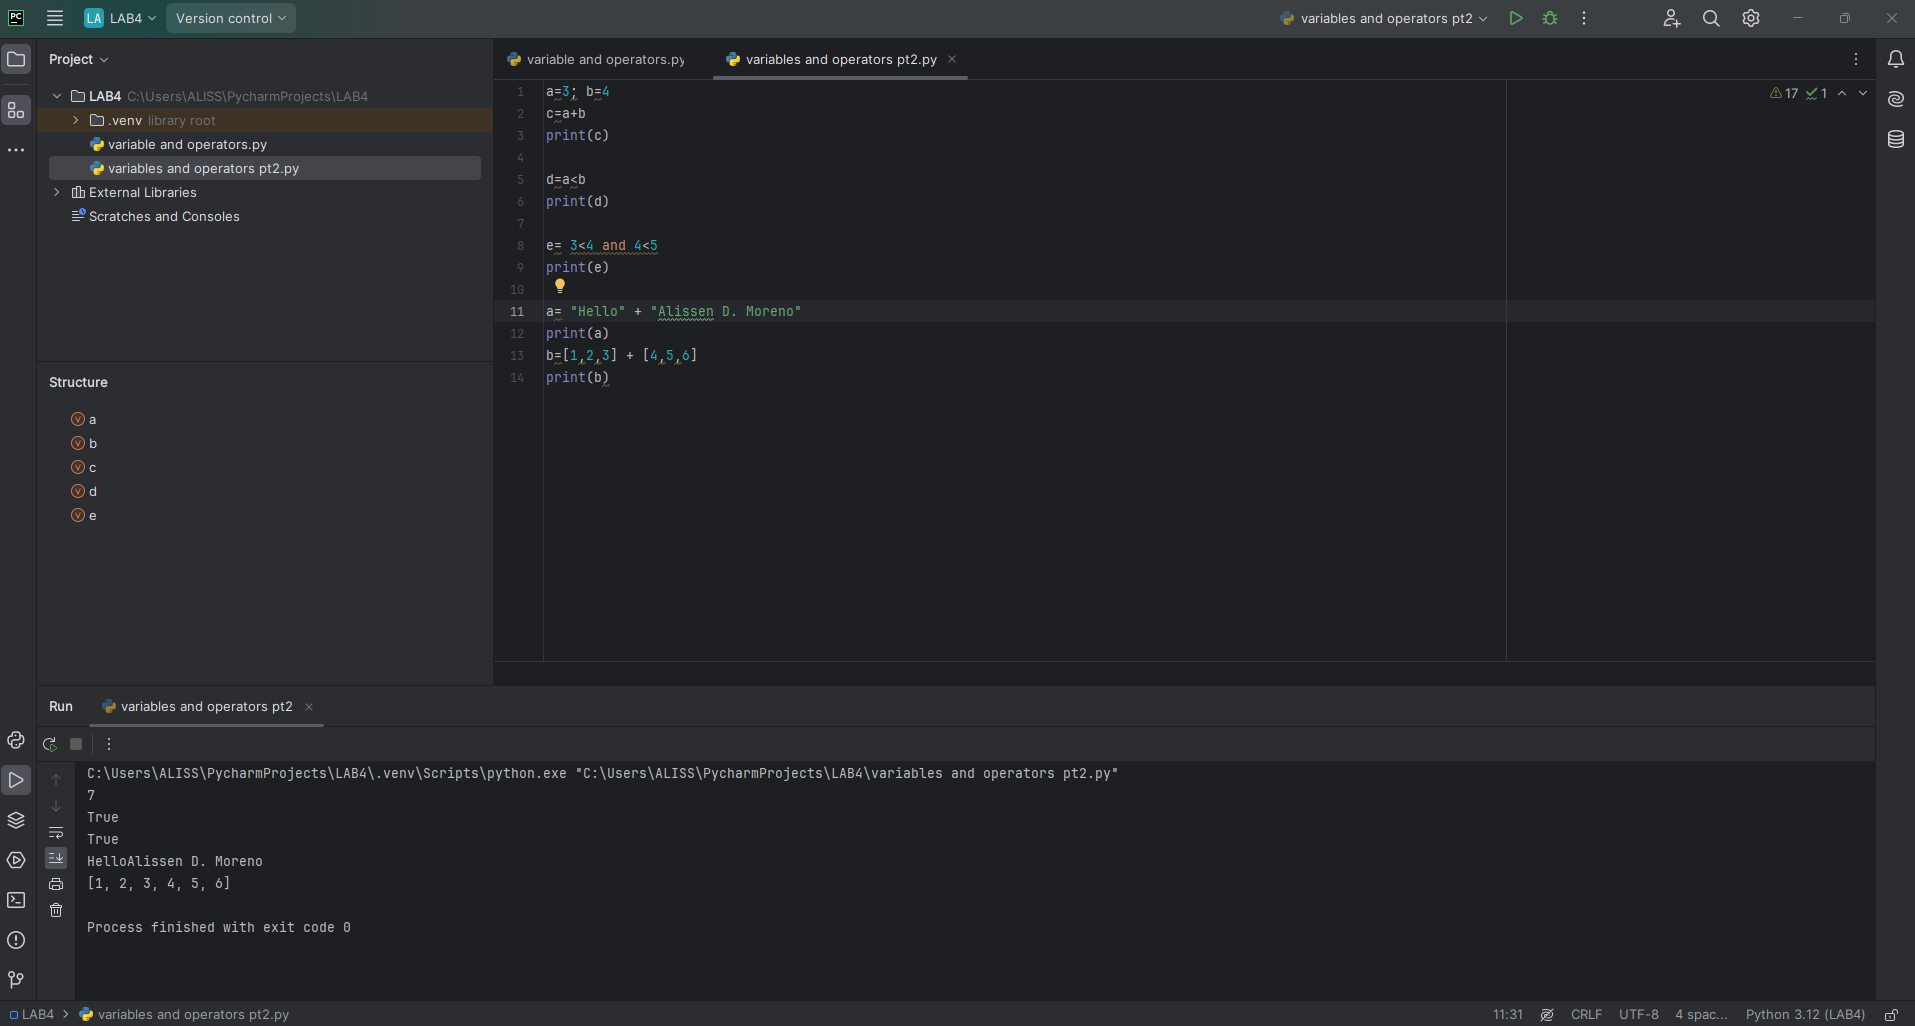 PC LA LAB4 Version control variables and operators pt2
Project
LAB4 C:\Users\ALISS\PycharmProjects\LAB4
.venv library root
variable and operators.py
variables and operators pt2.py
External Libraries
Scratches and Consoles
Structure
a
b
c
d
e
variable and operators.py variables and operators pt2.py
17 1
1 a=3; b=4
2 c=a+b
3 print(c)
4
5 d=a<b
6 print(d)
7
8 e= 3<4 and 4<5
9 print(e)
10
11 a= "Hello" + "Alissen D. Moreno"
12 print(a)
13 b=[1,2,3] + [4,5,6]
14 print(b)
Run variables and operators pt2
C:\Users\ALISS\PycharmProjects\LAB4\.venv\Scripts\python.exe "C:\Users\ALISS\PycharmProjects\LAB4\variables and operators pt2.py"
7
True
True
HelloAlissen D. Moreno
[1, 2, 3, 4, 5, 6]
Process finished with exit code 0
LAB4 > variables and operators pt2.py 11:31 CRLF UTF-8 4 spac... Python 3.12 (LAB4)